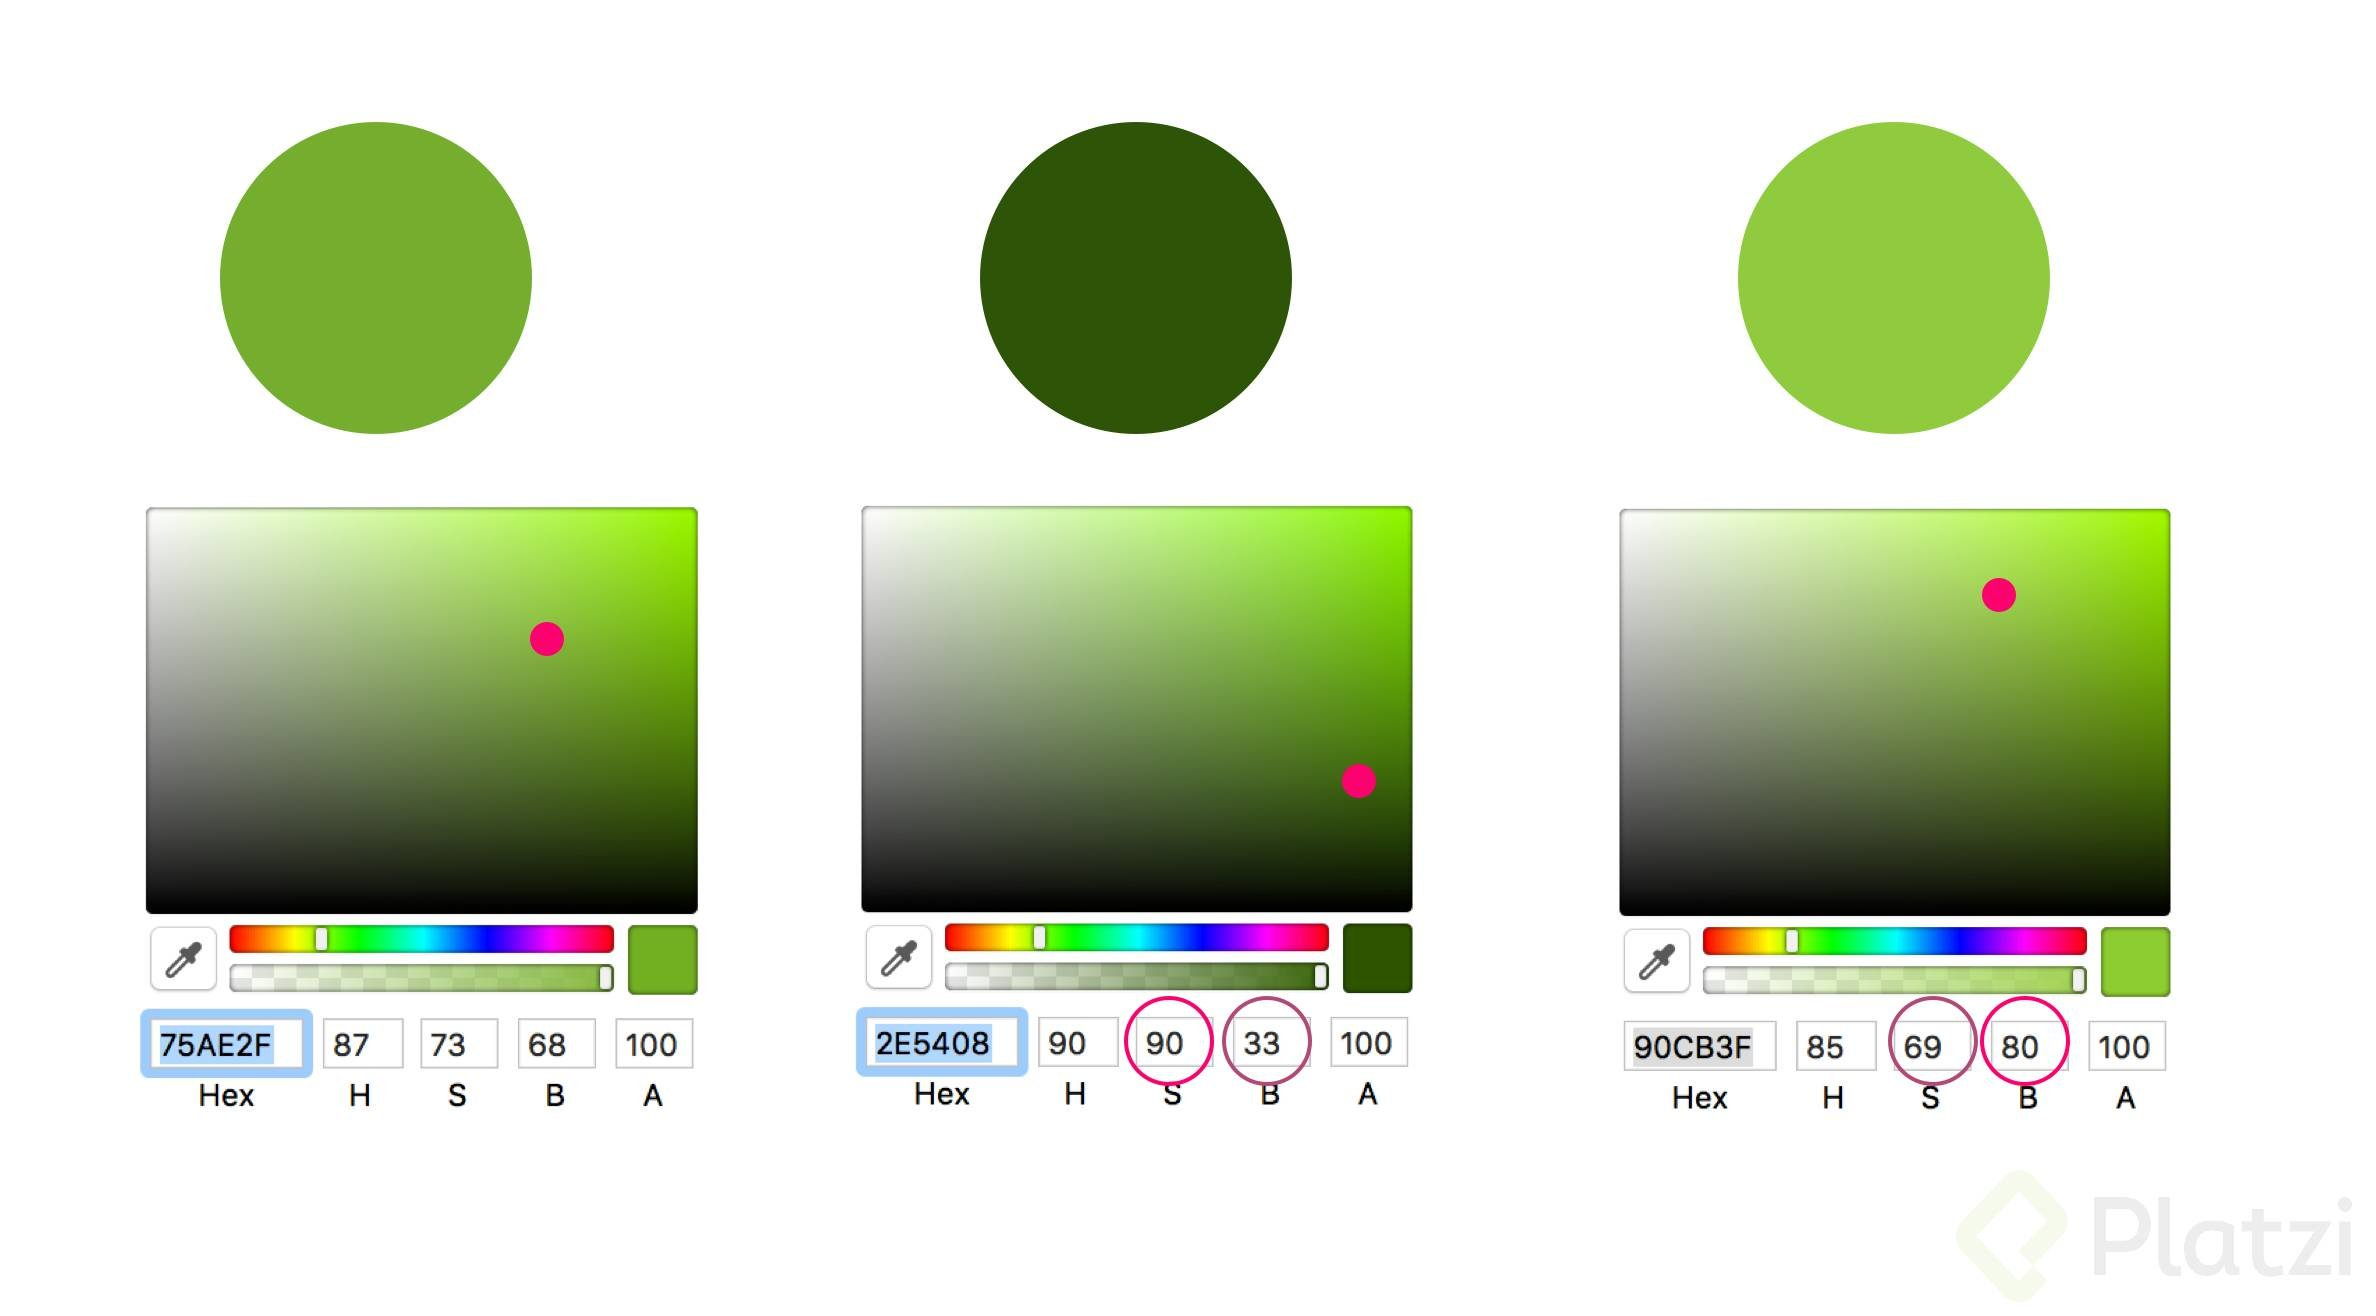 75AE2F 87 73 68 100
Hex H S B A
2E5408 90 90 33 100
Hex H S B A
90CB3F 85 69 80 100
Hex H S B A
Platzi